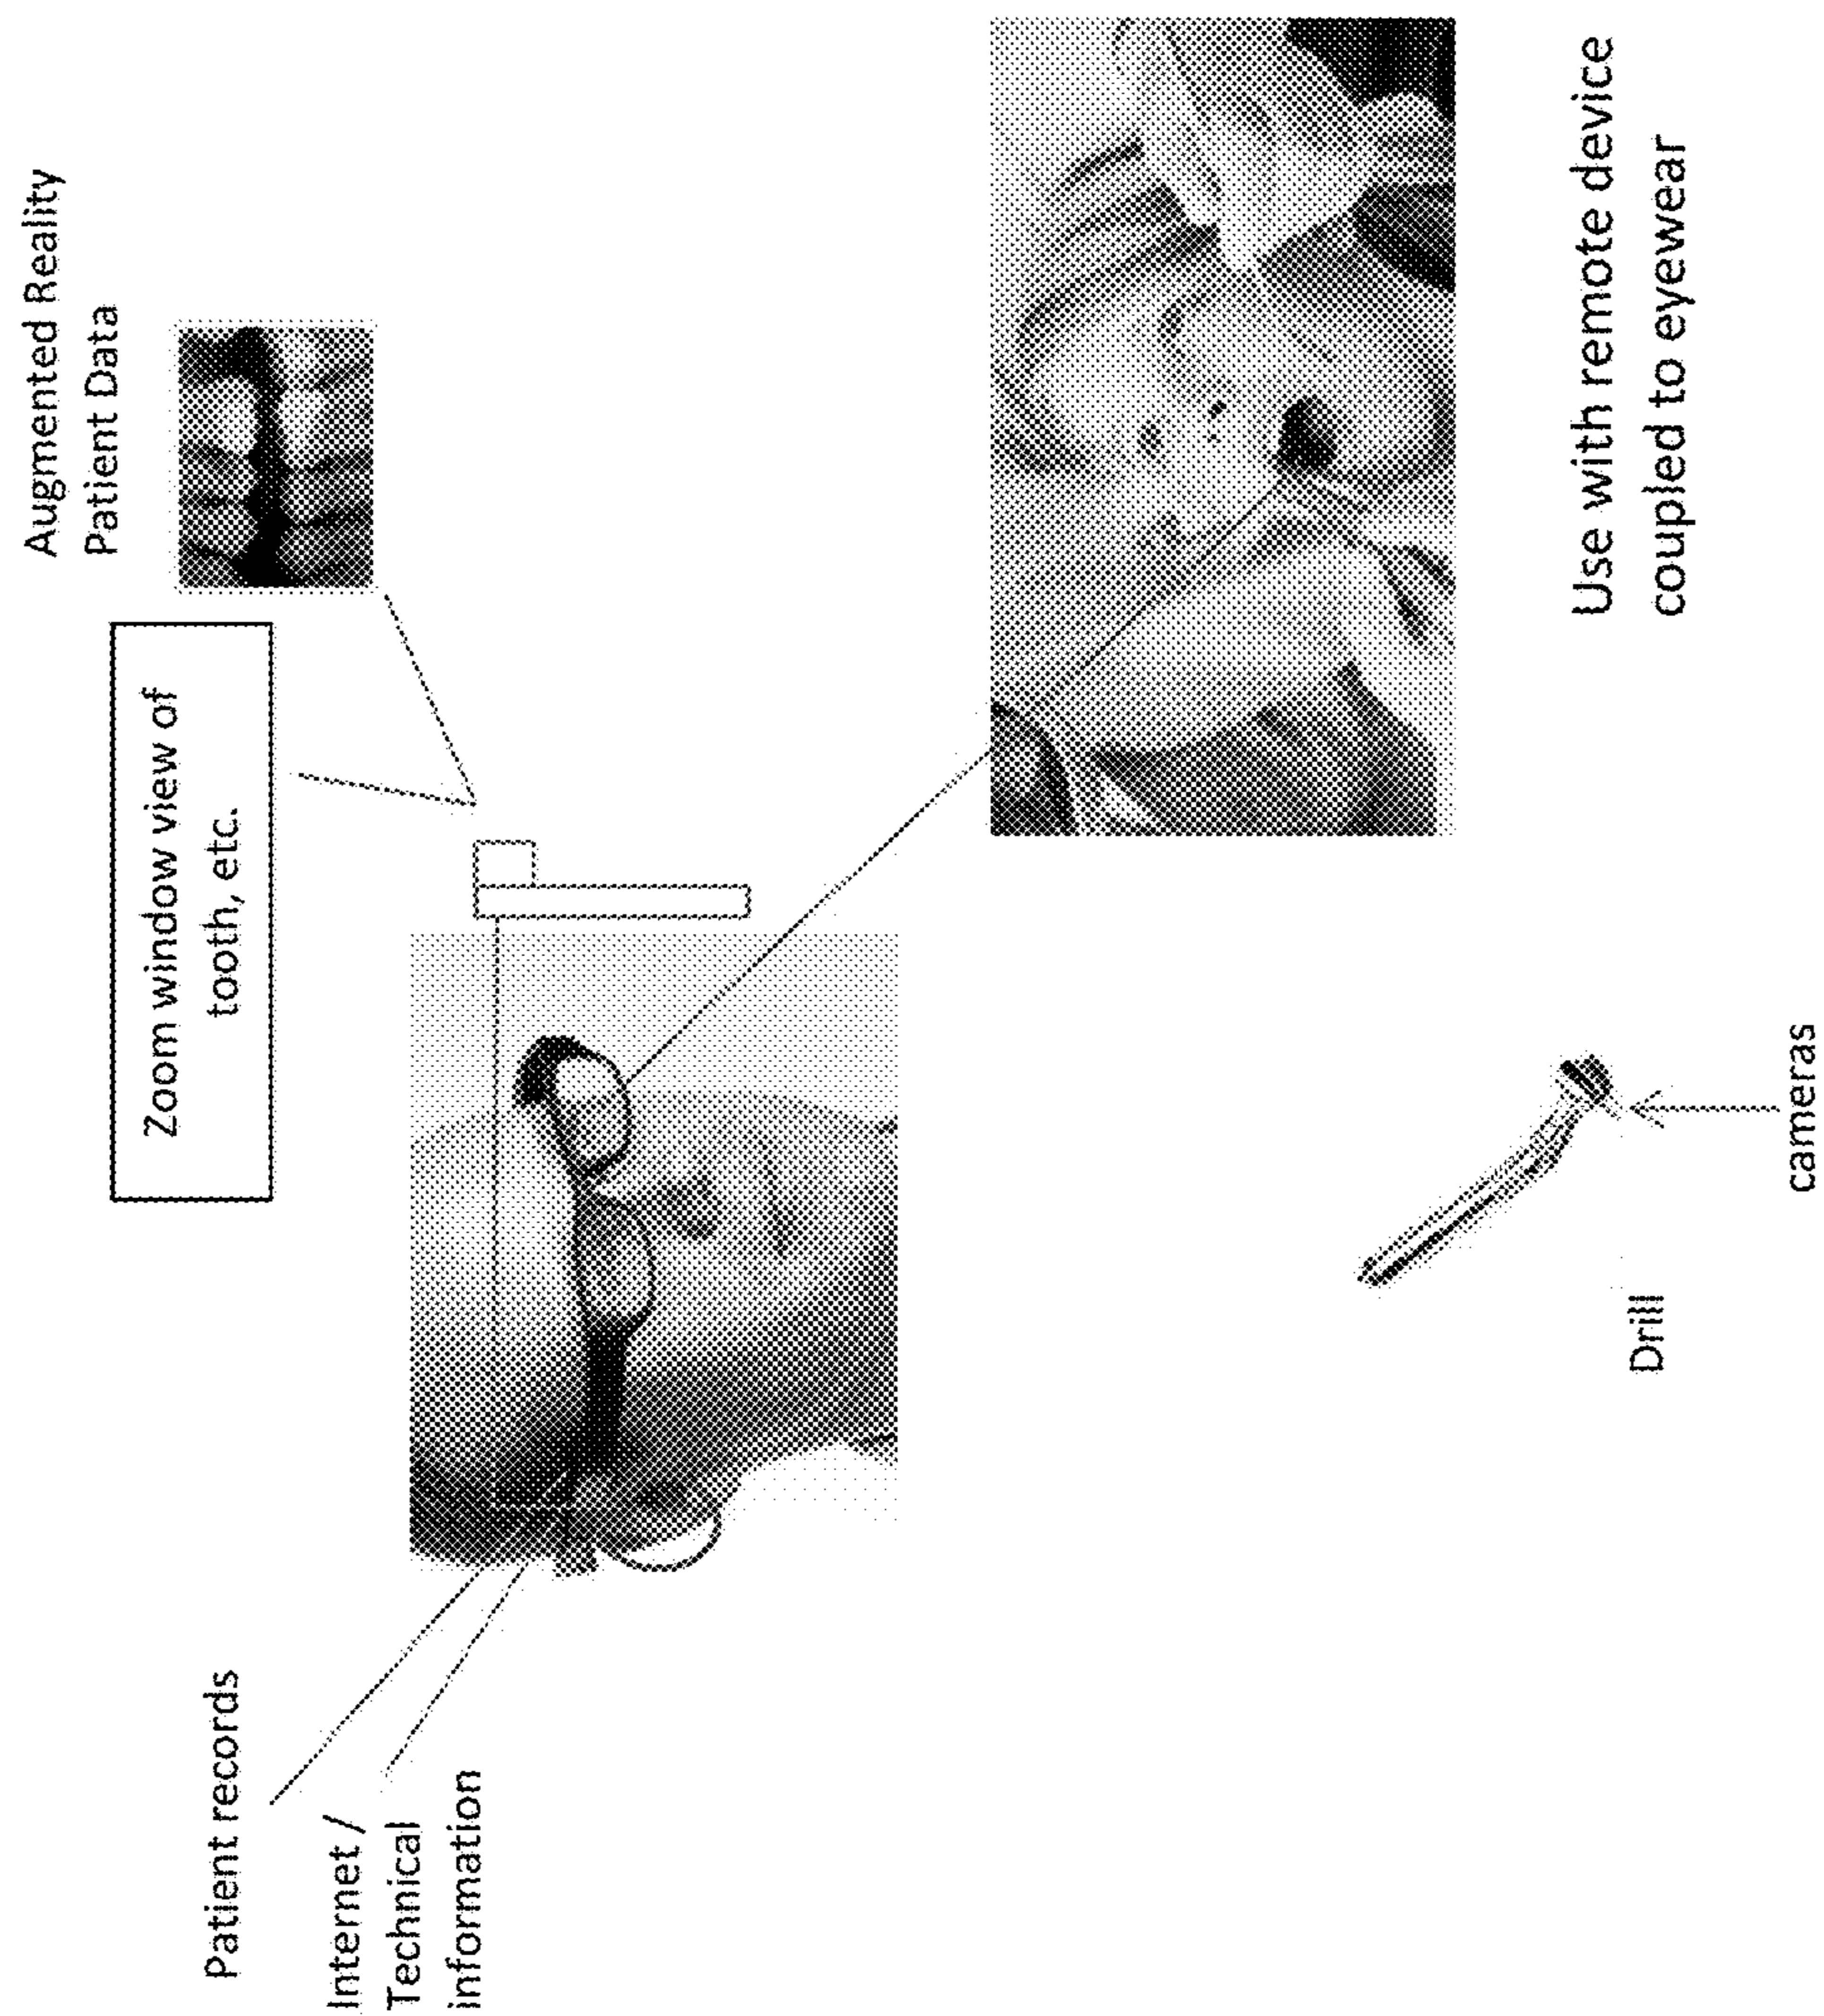 Augmented Reality
Patient Data
Zoom window view of
tooth, etc.
Patient records
Internet /
Technical
information
Use with remote device
coupled to eyewear
Drill
cameras